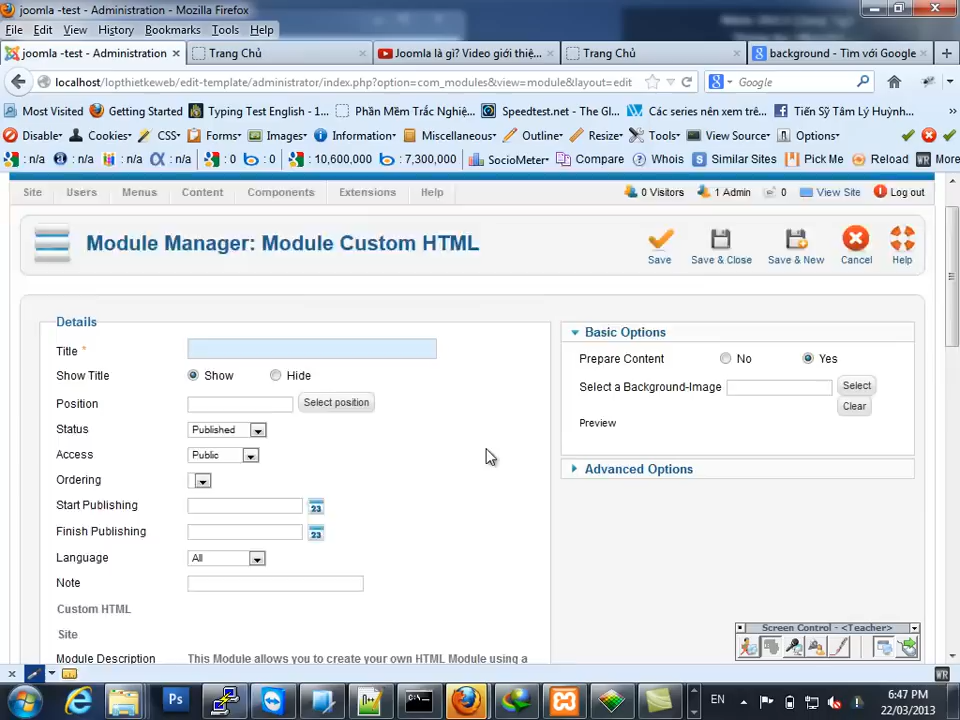 joomla -test - Administration - Mozilla Firefox
File Edit View History Bookmarks Tools Help
joomla -test - Administration × Trang Chủ × Joomla là gì? Video giới thiệ... × Trang Chủ × background - Tìm với Google × +
localhost/lopthietkeweb/edit-template/administrator/index.php?option=com_modules&view=module&layout=edit Google
Most Visited Getting Started Typing Test English - 1... Phần Mềm Trắc Nghiệ... Speedtest.net - The Gl... Các series nên xem trê... Tiến Sỹ Tâm Lý Huỳnh...
Disable Cookies CSS Forms Images Information Miscellaneous Outline Resize Tools View Source Options
: n/a : n/a : n/a : n/a : 0 : 0 : 10,600,000 : 7,300,000 SocioMeter Compare Whois Similar Sites Pick Me Reload More
Site Users Menus Content Components Extensions Help 0 Visitors 1 Admin 0 View Site Log out
Module Manager: Module Custom HTML
Save Save & Close Save & New Cancel Help
Details
Title *
Show Title Show Hide
Position Select position
Status Published
Access Public
Ordering
Start Publishing 23
Finish Publishing 23
Language All
Note
Custom HTML
Site
Module Description This Module allows you to create your own HTML Module using a
Basic Options
Prepare Content No Yes
Select a Background-Image Select
Clear
Preview
Advanced Options
Screen Control - <Teacher>
× WR
Ps EN 6:47 PM
22/03/2013